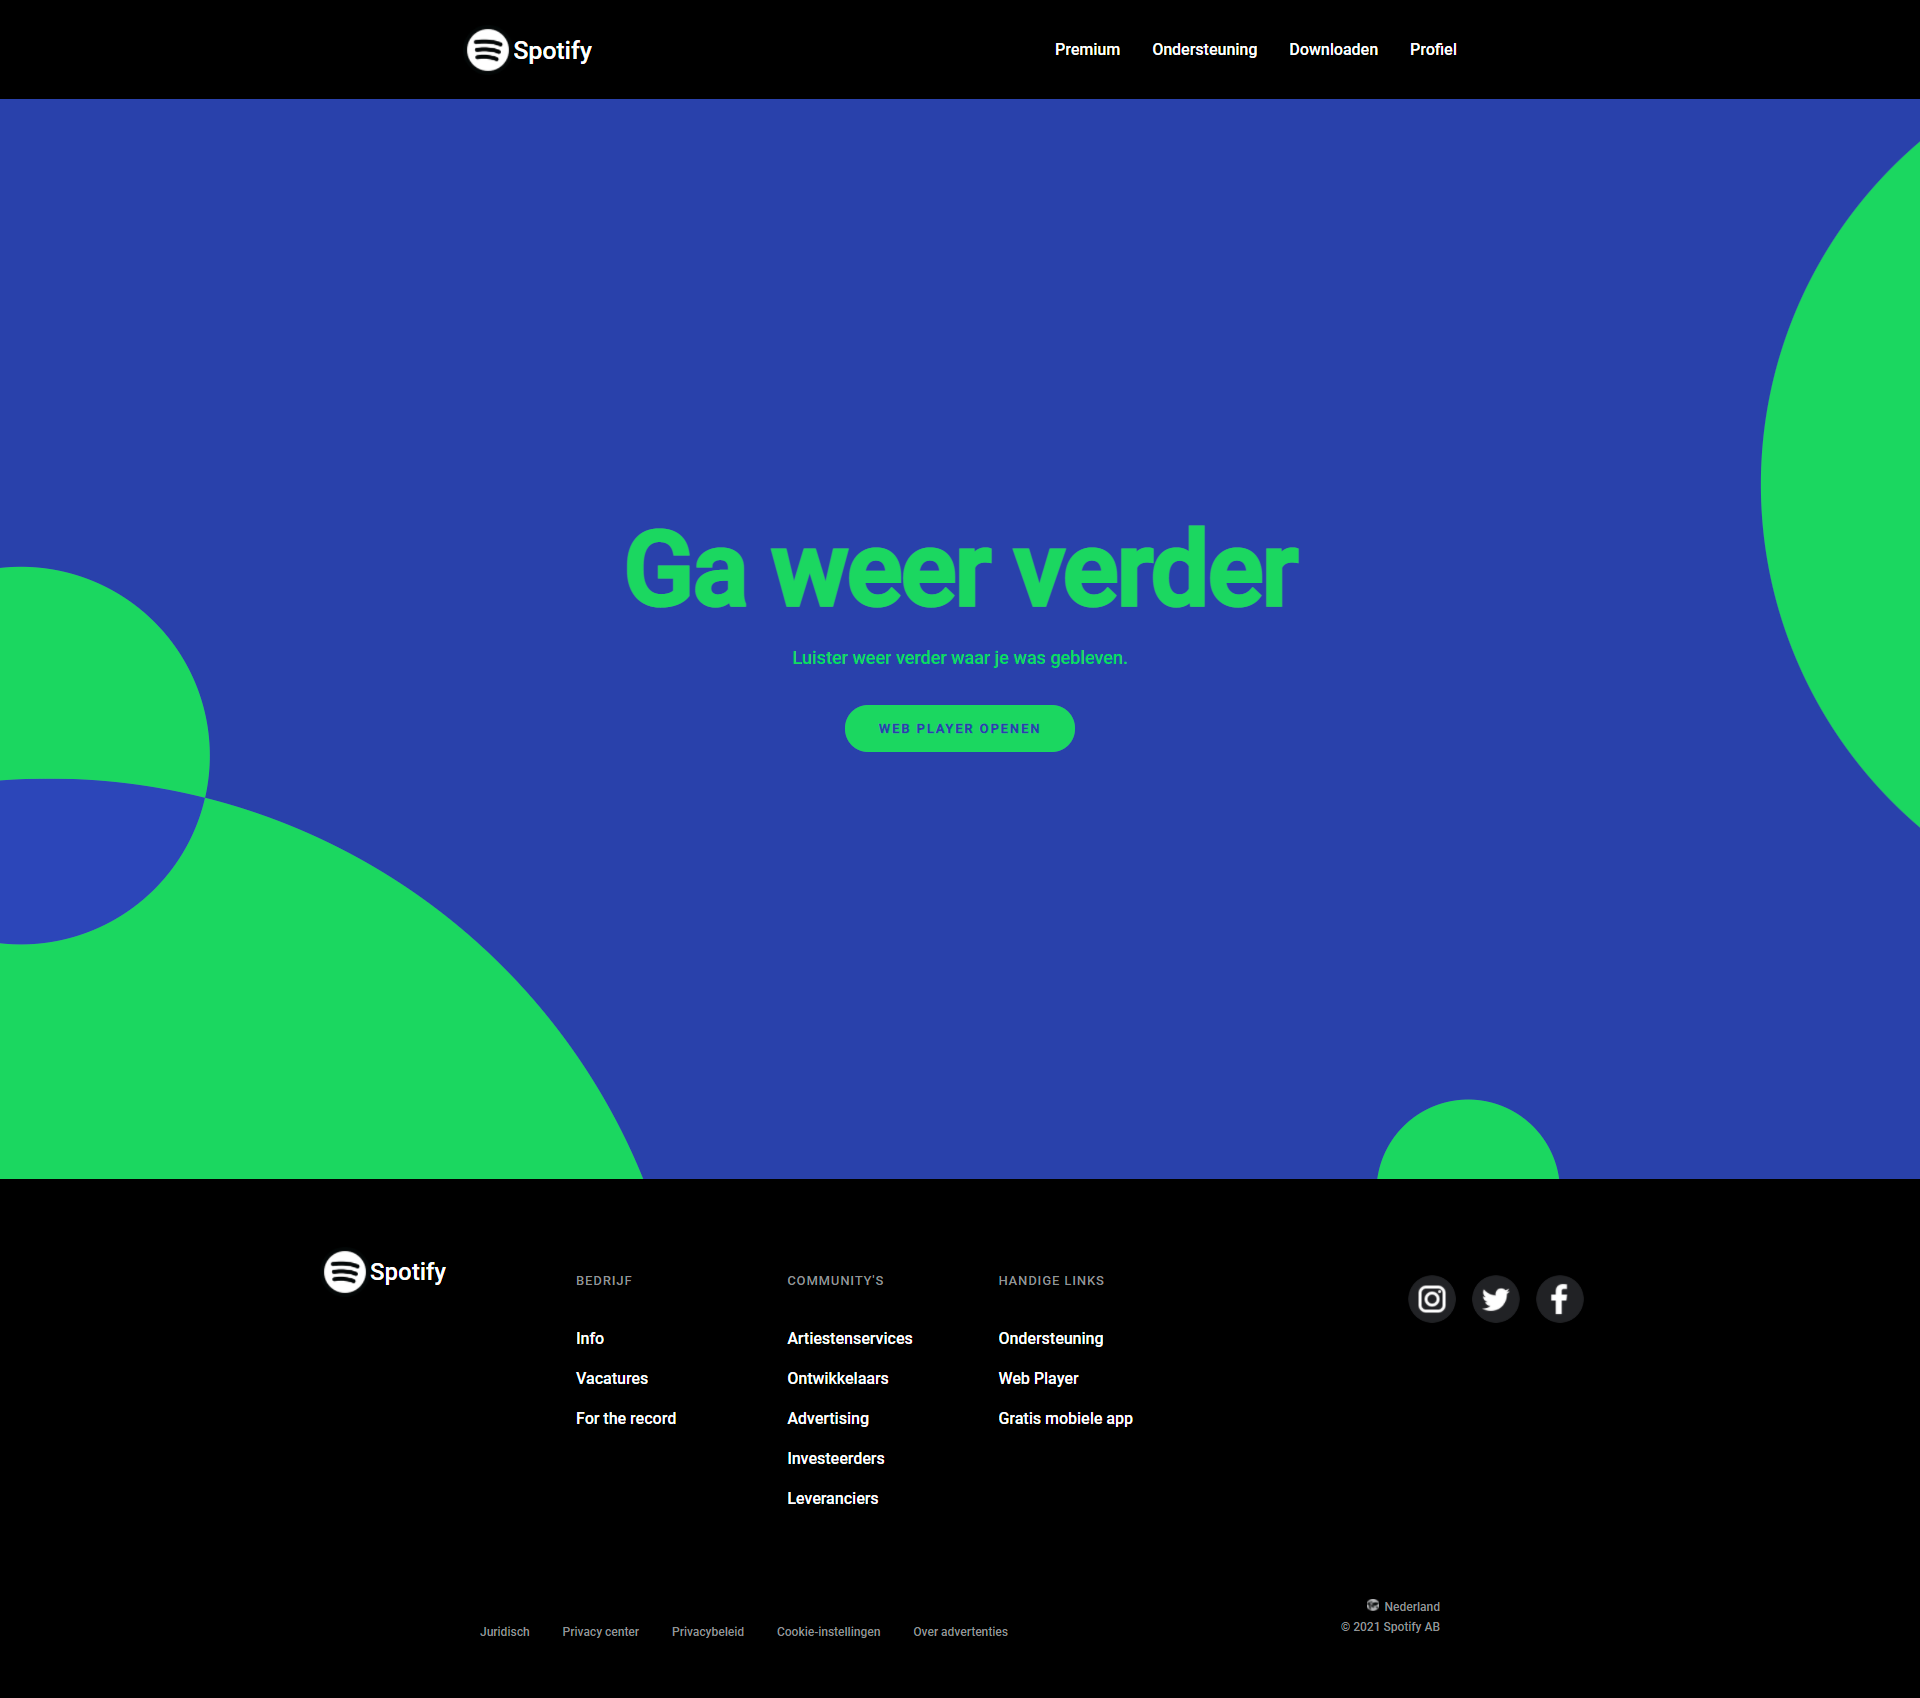 Spotify
Premium Ondersteuning Downloaden Profiel
Ga weer verder
Luister weer verder waar je was gebleven.
WEB PLAYER OPENEN
Spotify
BEDRIJF
Info
Vacatures
For the record
COMMUNITY'S
Artiestenservices
Ontwikkelaars
Advertising
Investeerders
Leveranciers
HANDIGE LINKS
Ondersteuning
Web Player
Gratis mobiele app
Juridisch Privacy center Privacybeleid Cookie-instellingen Over advertenties
Nederland
© 2021 Spotify AB